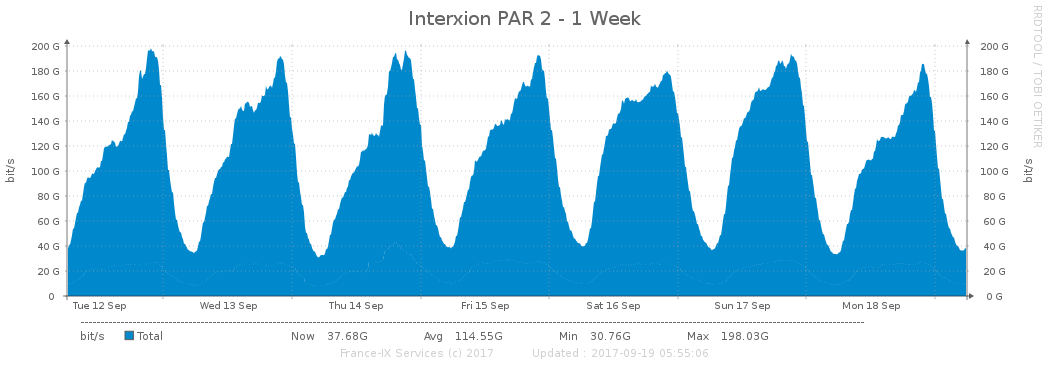 Interxion PAR 2 - 1 Week
RRDTOOL / TOBI OETIKER
bit/s
200 G
180 G
160 G
140 G
120 G
100 G
80 G
60 G
40 G
20 G
0
200 G
180 G
160 G
140 G
120 G
100 G
80 G
60 G
40 G
20 G
0 G
bit/s
Tue 12 Sep Wed 13 Sep Thu 14 Sep Fri 15 Sep Sat 16 Sep Sun 17 Sep Mon 18 Sep
bit/s Total Now 37.68G Avg 114.55G Min 30.76G Max 198.03G
France-IX Services (c) 2017 Updated : 2017-09-19 05:55:06